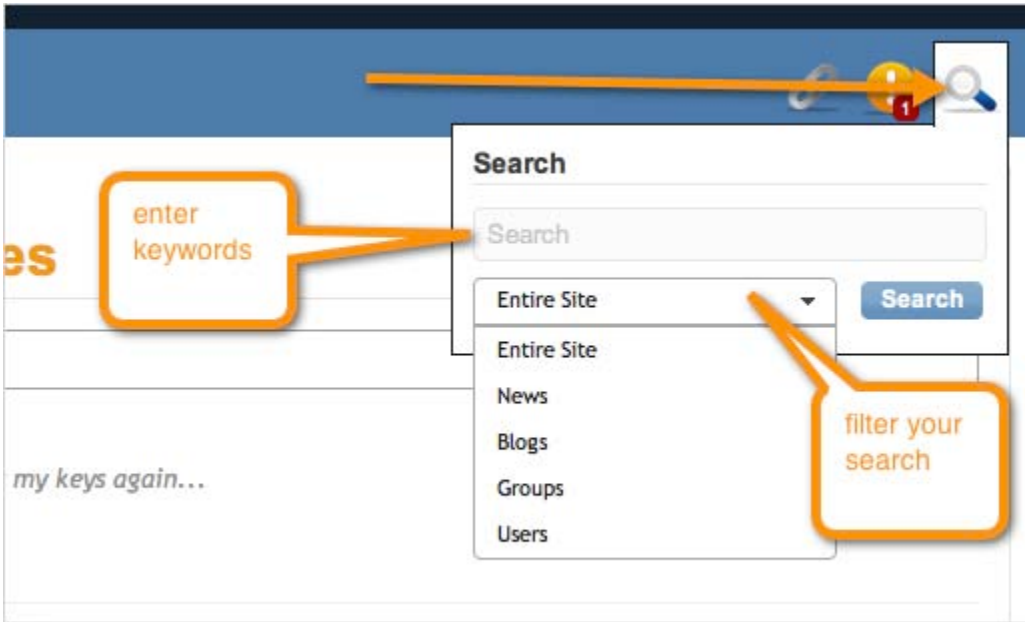 1
Search
enter
keywords
Search
es
Entire Site
Search
Entire Site
News
Blogs
Groups
Users
filter your
search
my keys again...